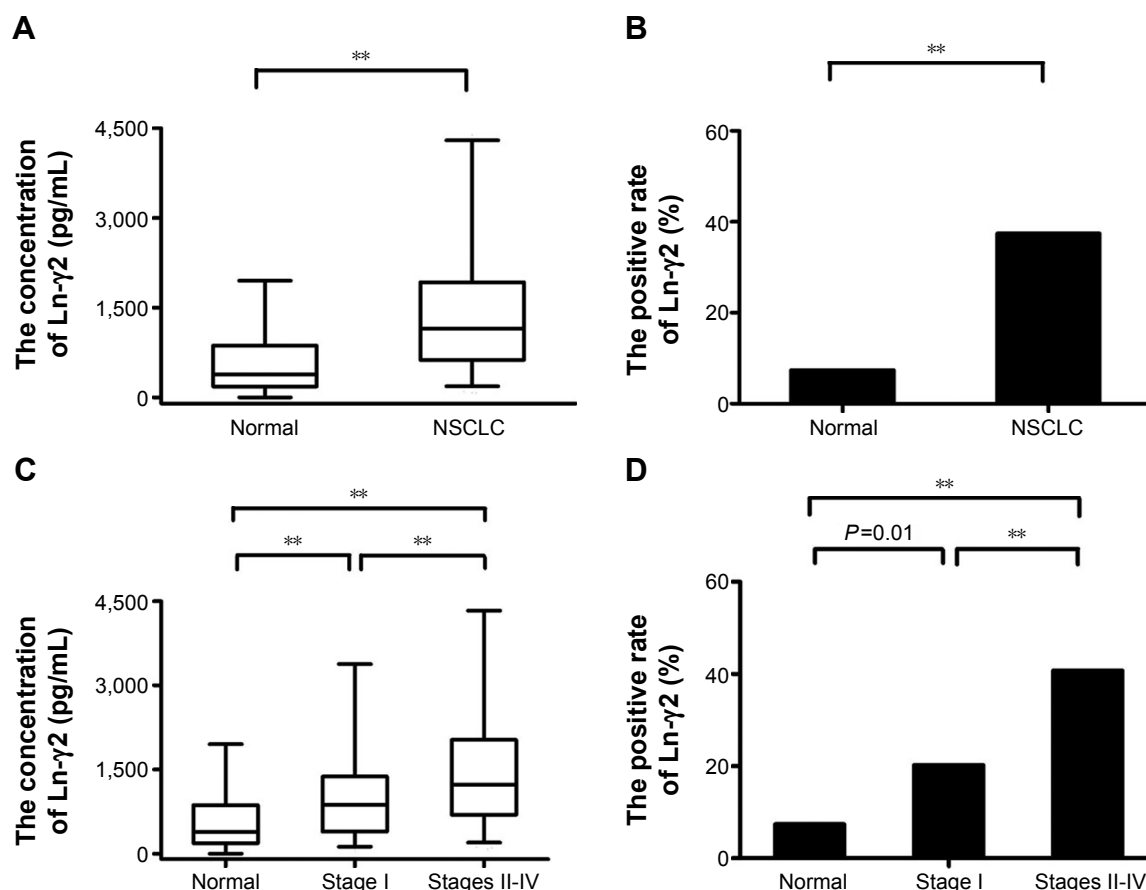 A
**
The concentration
of Ln-γ2 (pg/mL)
4,500
3,000
1,500
0
Normal
NSCLC
B
**
The positive rate
of Ln-γ2 (%)
60
40
20
0
Normal
NSCLC
C
**
**
**
The concentration
of Ln-γ2 (pg/mL)
4,500
3,000
1,500
0
Normal
Stage I
Stages II-IV
D
**
P=0.01
**
The positive rate
of Ln-γ2 (%)
60
40
20
0
Normal
Stage I
Stages II-IV